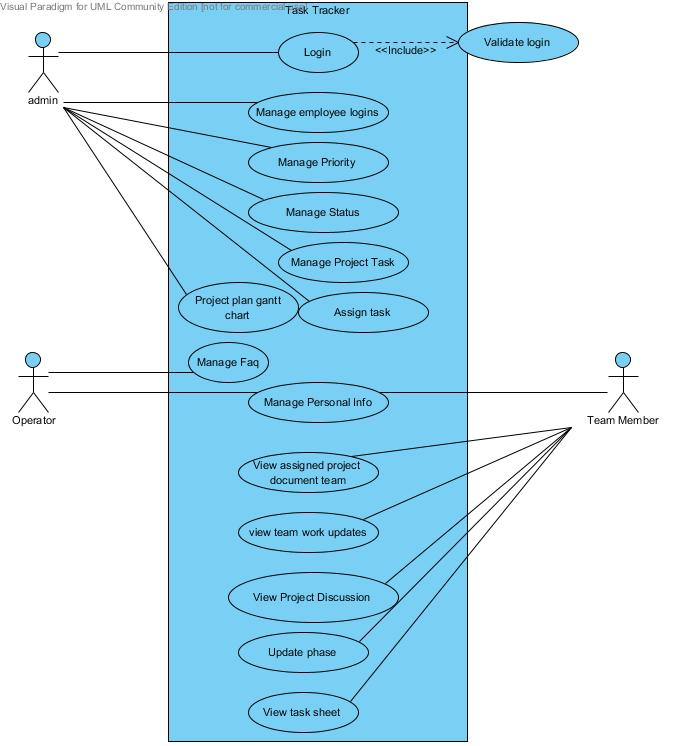 Visual Paradigm for UML Community Edition [not for commercial use]
Task Tracker
Login
<<Include>>
Validate login
admin
Manage employee logins
Manage Priority
Manage Status
Manage Project Task
Project plan gantt
chart
Assign task
Manage Faq
Operator
Manage Personal Info
Team Member
View assigned project
document team
view team work updates
View Project Discussion
Update phase
View task sheet